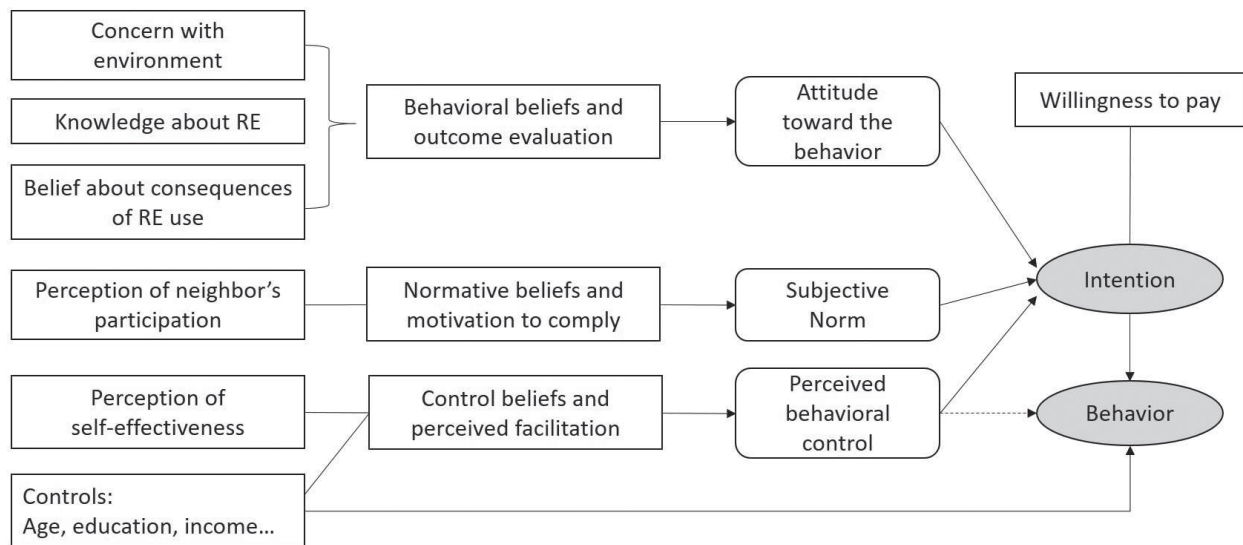 Concern with
environment
Knowledge about RE
Belief about consequences
of RE use
Behavioral beliefs and
outcome evaluation
Attitude
toward the
behavior
Willingness to pay
Perception of neighbor’s
participation
Normative beliefs and
motivation to comply
Subjective
Norm
Intention
Perception of
self-effectiveness
Control beliefs and
perceived facilitation
Perceived
behavioral
control
Behavior
Controls:
Age, education, income...